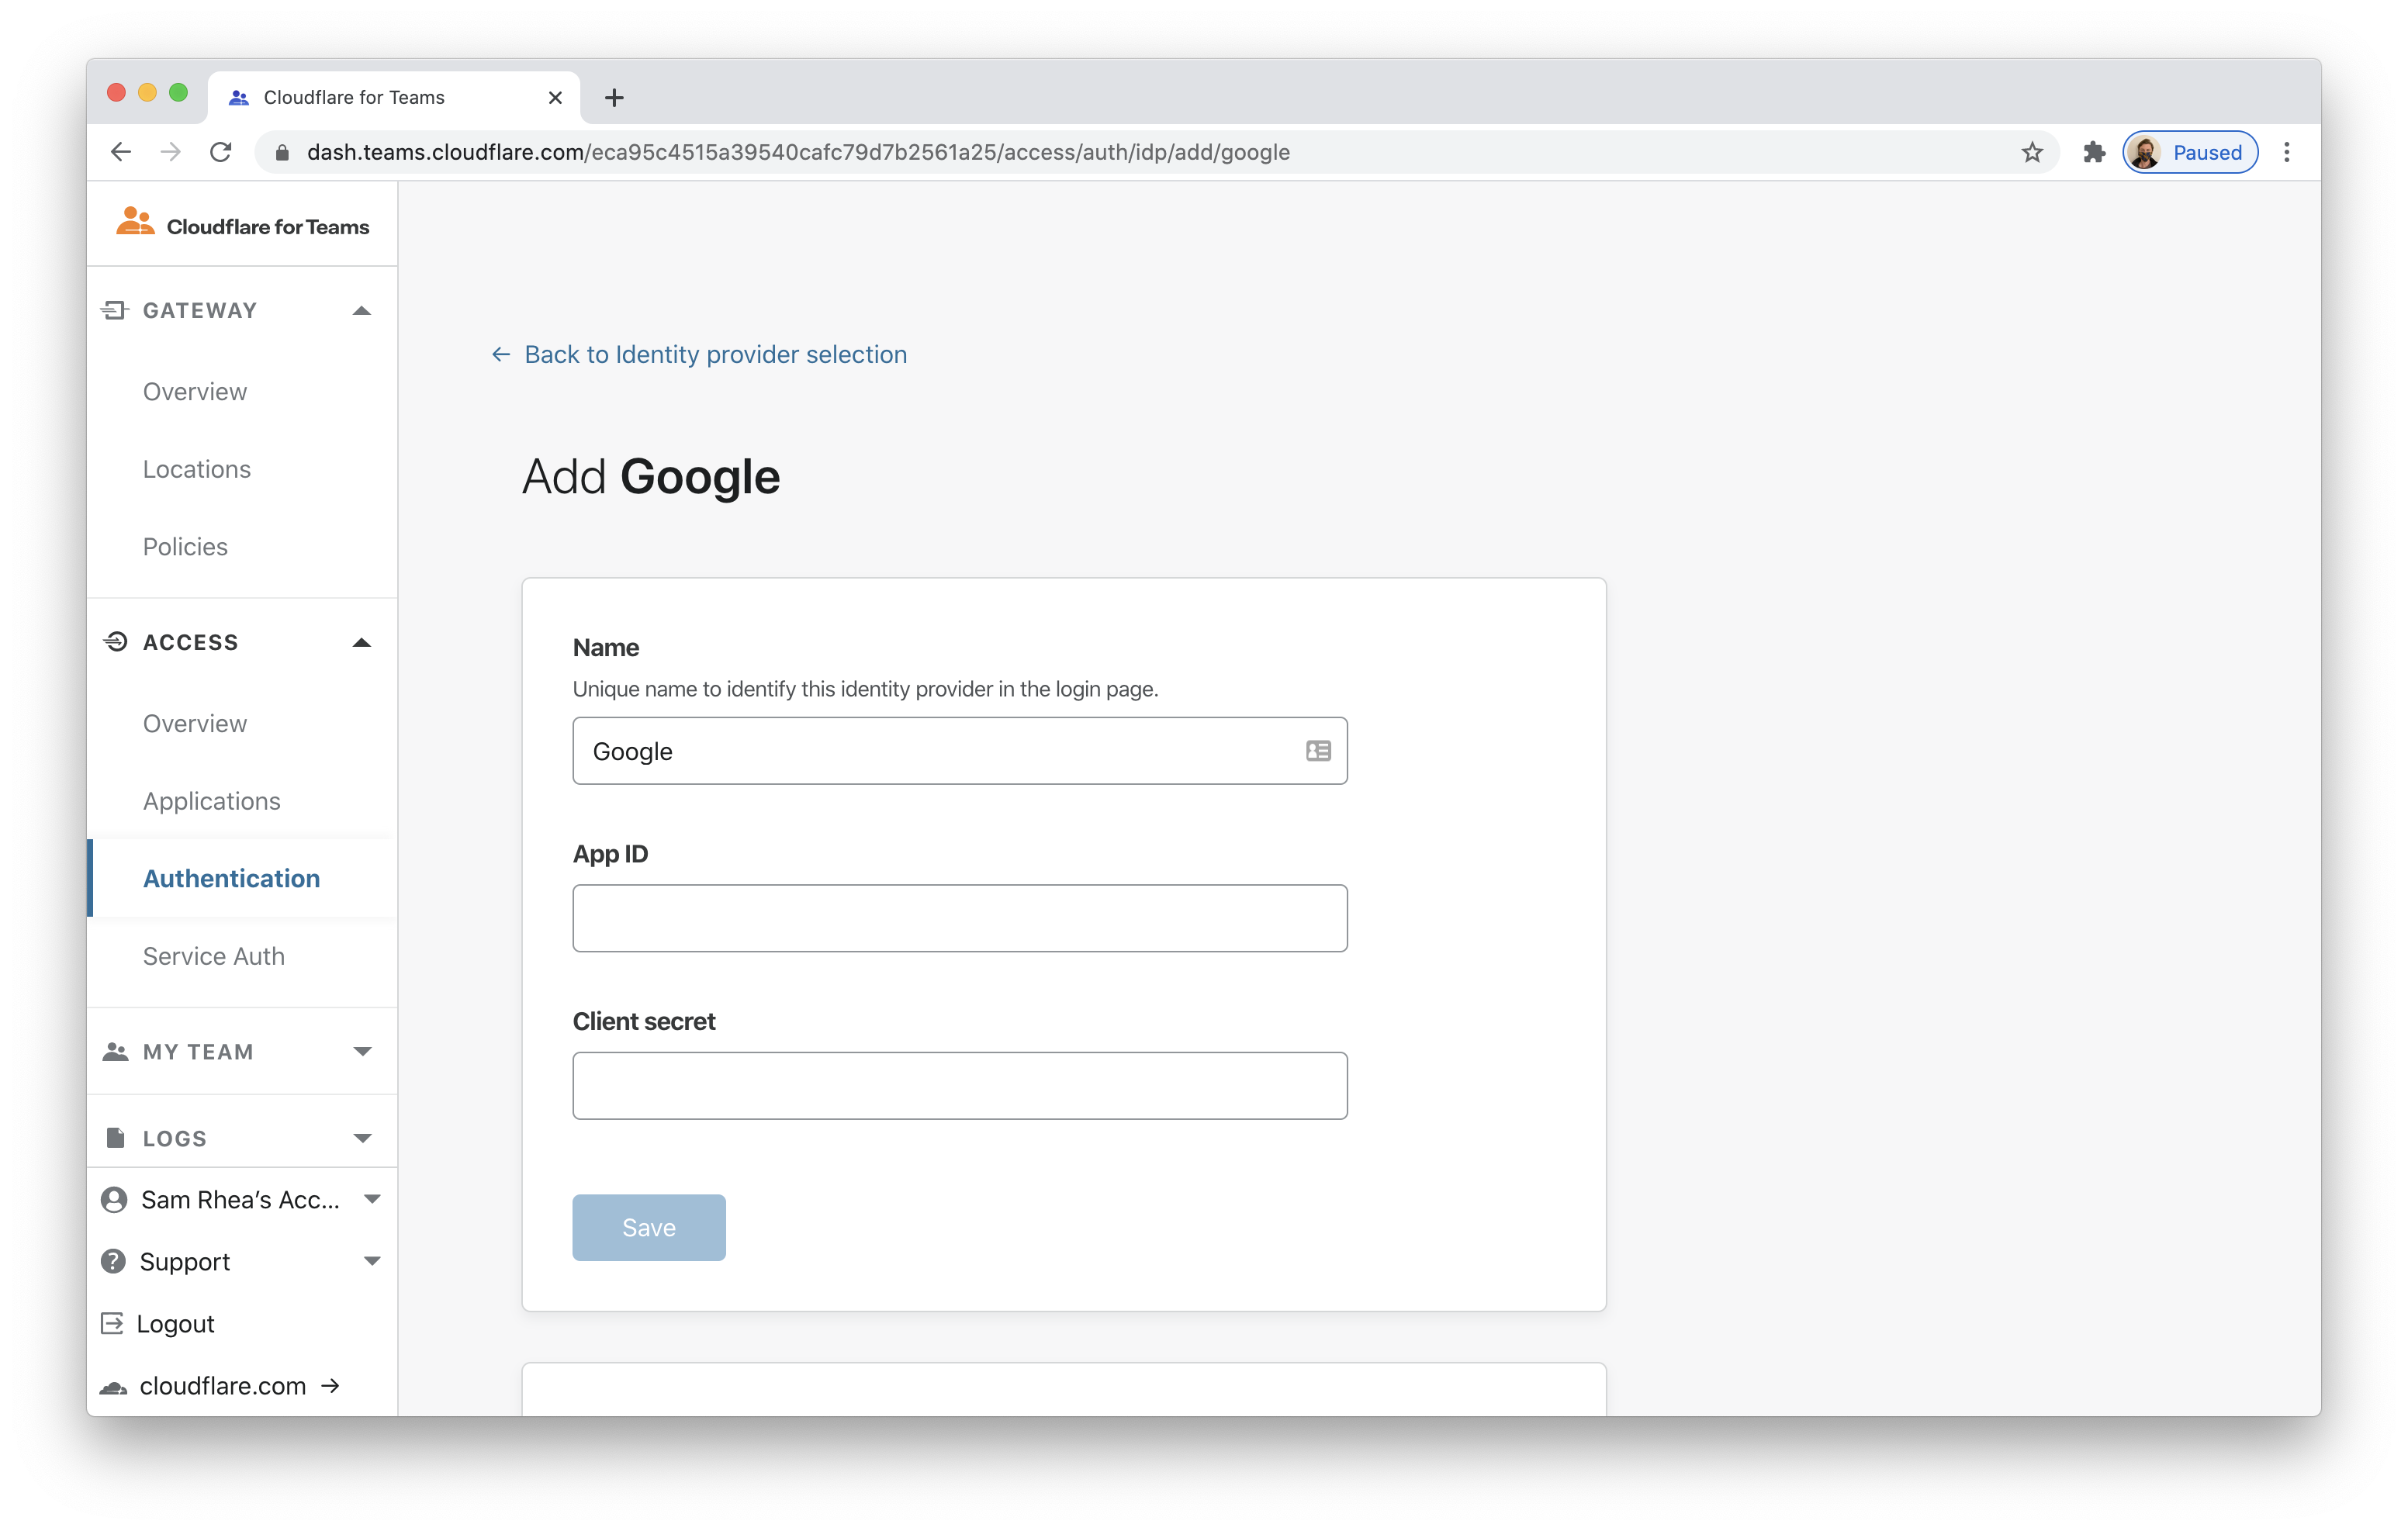 Cloudflare for Teams
dash.teams.cloudflare.com/eca95c4515a39540cafc79d7b2561a25/access/auth/idp/add/google
Paused
Cloudflare for Teams
GATEWAY
Overview
Locations
Policies
ACCESS
Overview
Applications
Authentication
Service Auth
MY TEAM
LOGS
Sam Rhea’s Acc...
Support
Logout
cloudflare.com →
← Back to Identity provider selection
Add Google
Name
Unique name to identify this identity provider in the login page.
Google
App ID
Client secret
Save